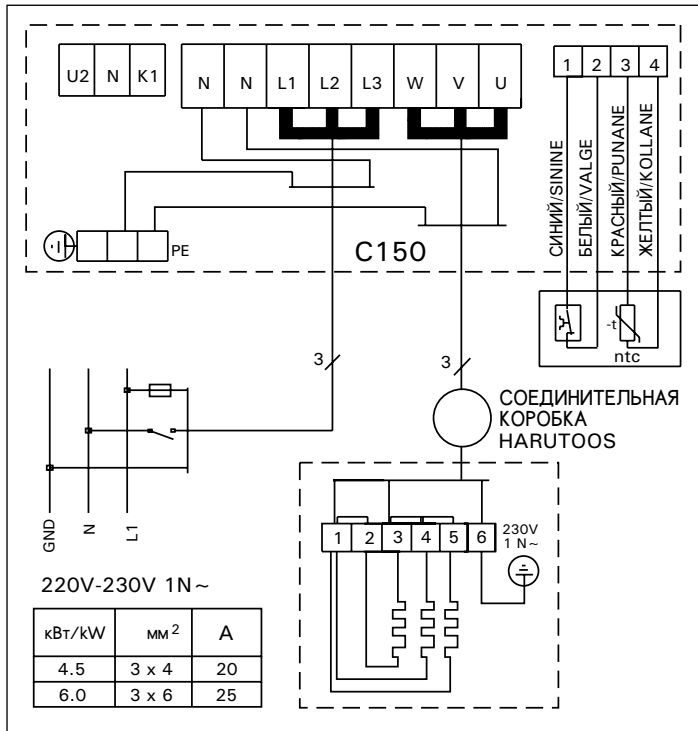 U2 N K1
N N L1 L2 L3 W V U
1 2 3 4
СИНИЙ/SININE
БЕЛЫЙ/VALGE
КРАСНЫЙ/PUNANE
ЖЕЛТЫЙ/KOLLANE
PE
C150
-t
ntc
3
3
СОЕДИНИТЕЛЬНАЯ
КОРОБКА
HARUTOOS
GND
N
L1
1 2 3 4 5 6
230V
1 N~
220V-230V 1N~
кВт/kW мм² A
4.5 3 x 4 20
6.0 3 x 6 25